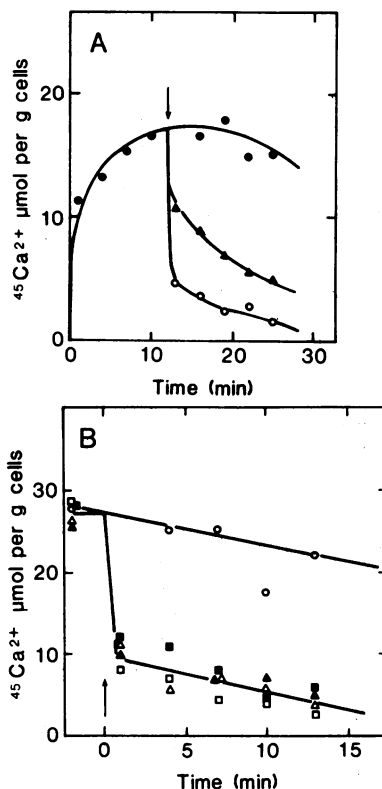 A
45Ca2+ µmol per g cells
20
10
0
0 10 20 30
Time (min)
B
45Ca2+ µmol per g cells
30
20
10
0
0 5 10 15
Time (min)